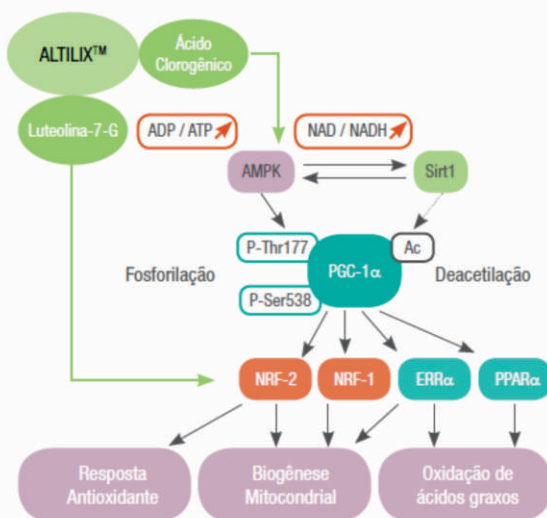 ALTILIX™
Ácido
Clorogênico
Luteolina-7-G
ADP / ATP
NAD / NADH
AMPK
Sirt1
P-Thr177
Ac
Fosforilação
PGC-1α
Deacetilação
P-Ser538
NRF-2
NRF-1
ERRα
PPARα
Resposta
Antioxidante
Biogênese
Mitocondrial
Oxidação de
ácidos graxos